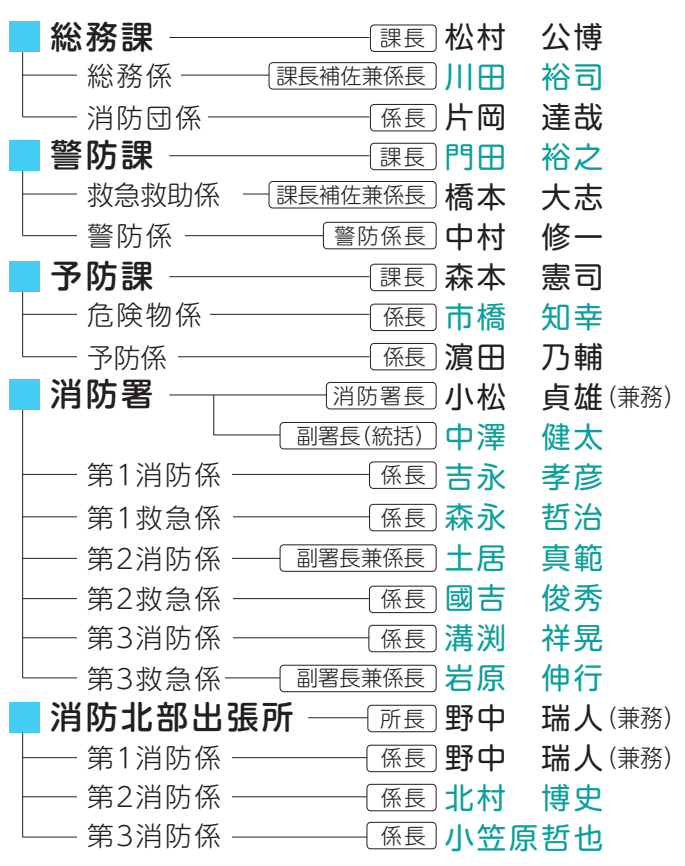 総務課 課長 松村 公博
総務係 課長補佐兼係長 川田 裕司
消防団係 係長 片岡 達哉
警防課 課長 門田 裕之
救急救助係 課長補佐兼係長 橋本 大志
警防係 警防係長 中村 修一
予防課 課長 森本 憲司
危険物係 係長 市橋 知幸
予防係 係長 濵田 乃輔
消防署 消防署長 小松 貞雄(兼務)
副署長(統括) 中澤 健太
第1消防係 係長 吉永 孝彦
第1救急係 係長 森永 哲治
第2消防係 副署長兼係長 土居 真範
第2救急係 係長 國吉 俊秀
第3消防係 係長 溝渕 祥晃
第3救急係 副署長兼係長 岩原 伸行
消防北部出張所 所長 野中 瑞人(兼務)
第1消防係 係長 野中 瑞人(兼務)
第2消防係 係長 北村 博史
第3消防係 係長 小笠原哲也